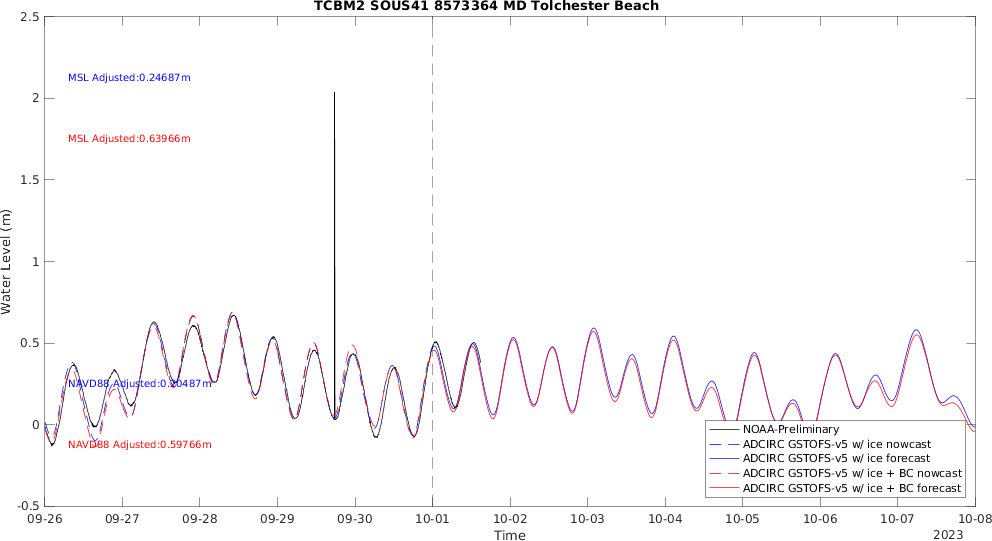 TCBM2 SOUS41 8573364 MD Tolchester Beach
2.5
2
1.5
1
0.5
0
-0.5
Water Level (m)
MSL Adjusted:0.24687m
MSL Adjusted:0.63966m
NAVD88 Adjusted:0.20487m
NAVD88 Adjusted:0.59766m
NOAA-Preliminary
ADCIRC GSTOFS-v5 w/ ice nowcast
ADCIRC GSTOFS-v5 w/ ice forecast
ADCIRC GSTOFS-v5 w/ ice + BC nowcast
ADCIRC GSTOFS-v5 w/ ice + BC forecast
09-26 09-27 09-28 09-29 09-30 10-01 10-02 10-03 10-04 10-05 10-06 10-07 10-08
Time
2023